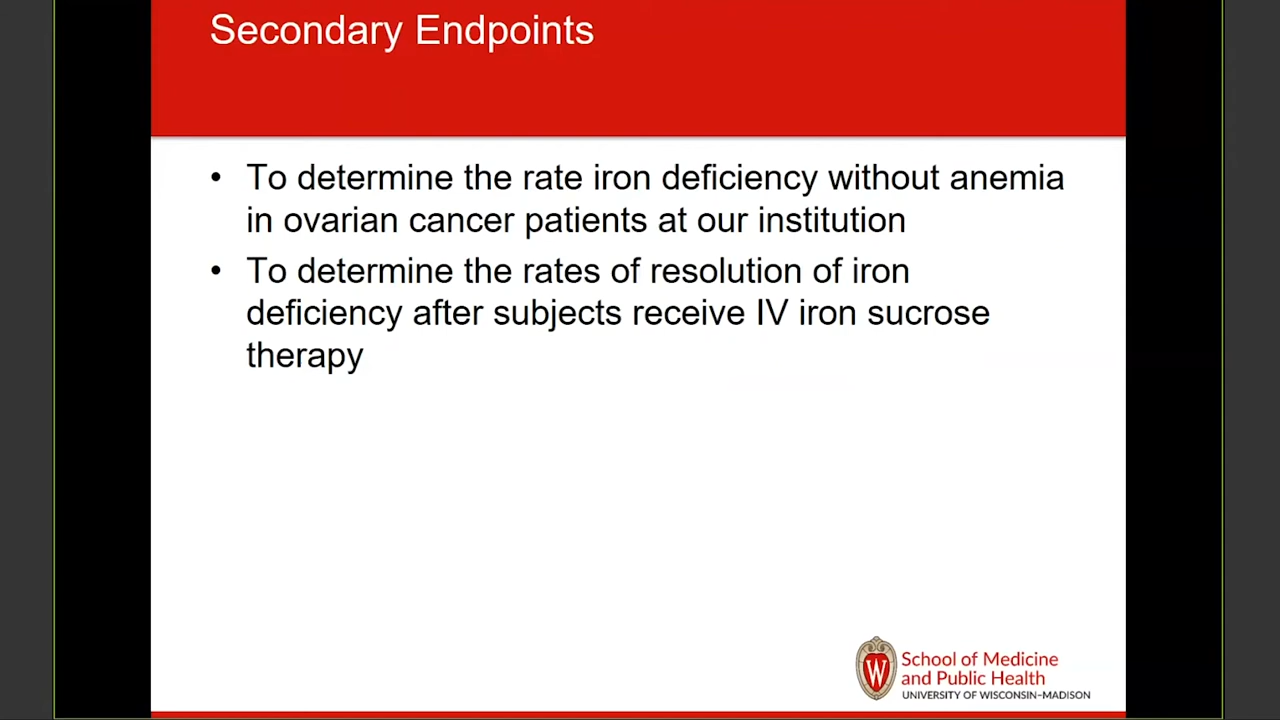 Secondary Endpoints
• To determine the rate iron deficiency without anemia
in ovarian cancer patients at our institution
• To determine the rates of resolution of iron
deficiency after subjects receive IV iron sucrose
therapy
W
School of Medicine
and Public Health
UNIVERSITY OF WISCONSIN–MADISON